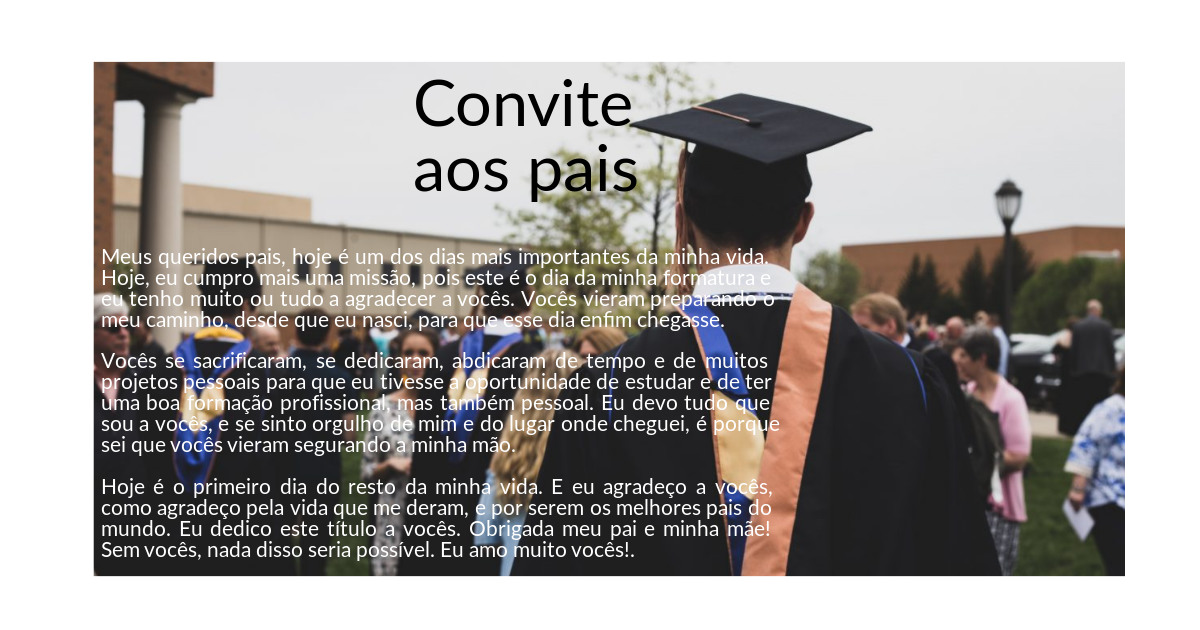 Convite
aos pais
Meus queridos pais, hoje é um dos dias mais importantes da minha vida.
Hoje, eu cumpro mais uma missão, pois este é o dia da minha formatura e
eu tenho muito ou tudo a agradecer a vocês. Vocês vieram preparando o
meu caminho, desde que eu nasci, para que esse dia enfim chegasse.
Vocês se sacrificaram, se dedicaram, abdicaram de tempo e de muitos
projetos pessoais para que eu tivesse a oportunidade de estudar e de ter
uma boa formação profissional, mas também pessoal. Eu devo tudo que
sou a vocês, e se sinto orgulho de mim e do lugar onde cheguei, é porque
sei que vocês vieram segurando a minha mão.
Hoje é o primeiro dia do resto da minha vida. E eu agradeço a vocês,
como agradeço pela vida que me deram, e por serem os melhores pais do
mundo. Eu dedico este título a vocês. Obrigada meu pai e minha mãe!
Sem vocês, nada disso seria possível. Eu amo muito vocês!.